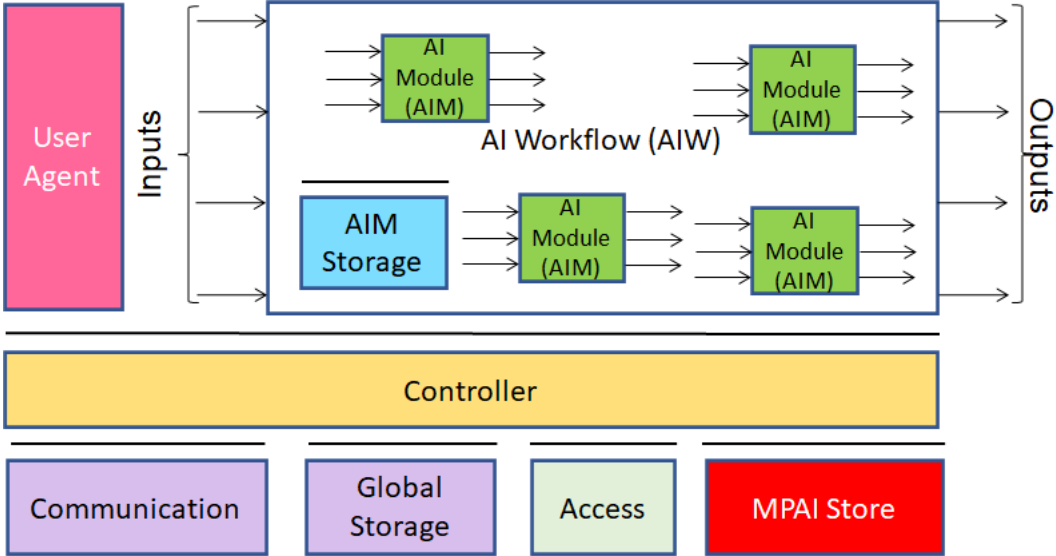 User
Agent
Inputs
AI
Module
(AIM)
AI
Module
(AIM)
AI Workflow (AIW)
AIM
Storage
AI
Module
(AIM)
AI
Module
(AIM)
Outputs
Controller
Communication
Global
Storage
Access
MPAI Store